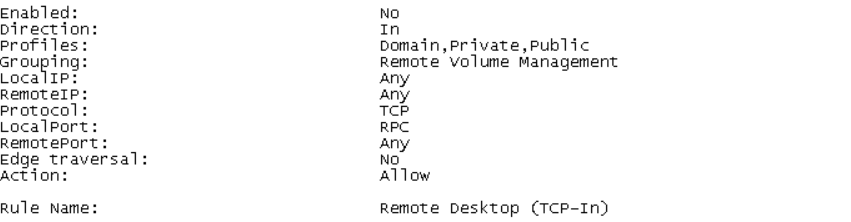 Enabled: No
Direction: In
Profiles: Domain,Private,Public
Grouping: Remote Volume Management
LocalIP: Any
RemoteIP: Any
Protocol: TCP
LocalPort: RPC
RemotePort: Any
Edge traversal: No
Action: Allow
Rule Name: Remote Desktop (TCP-In)